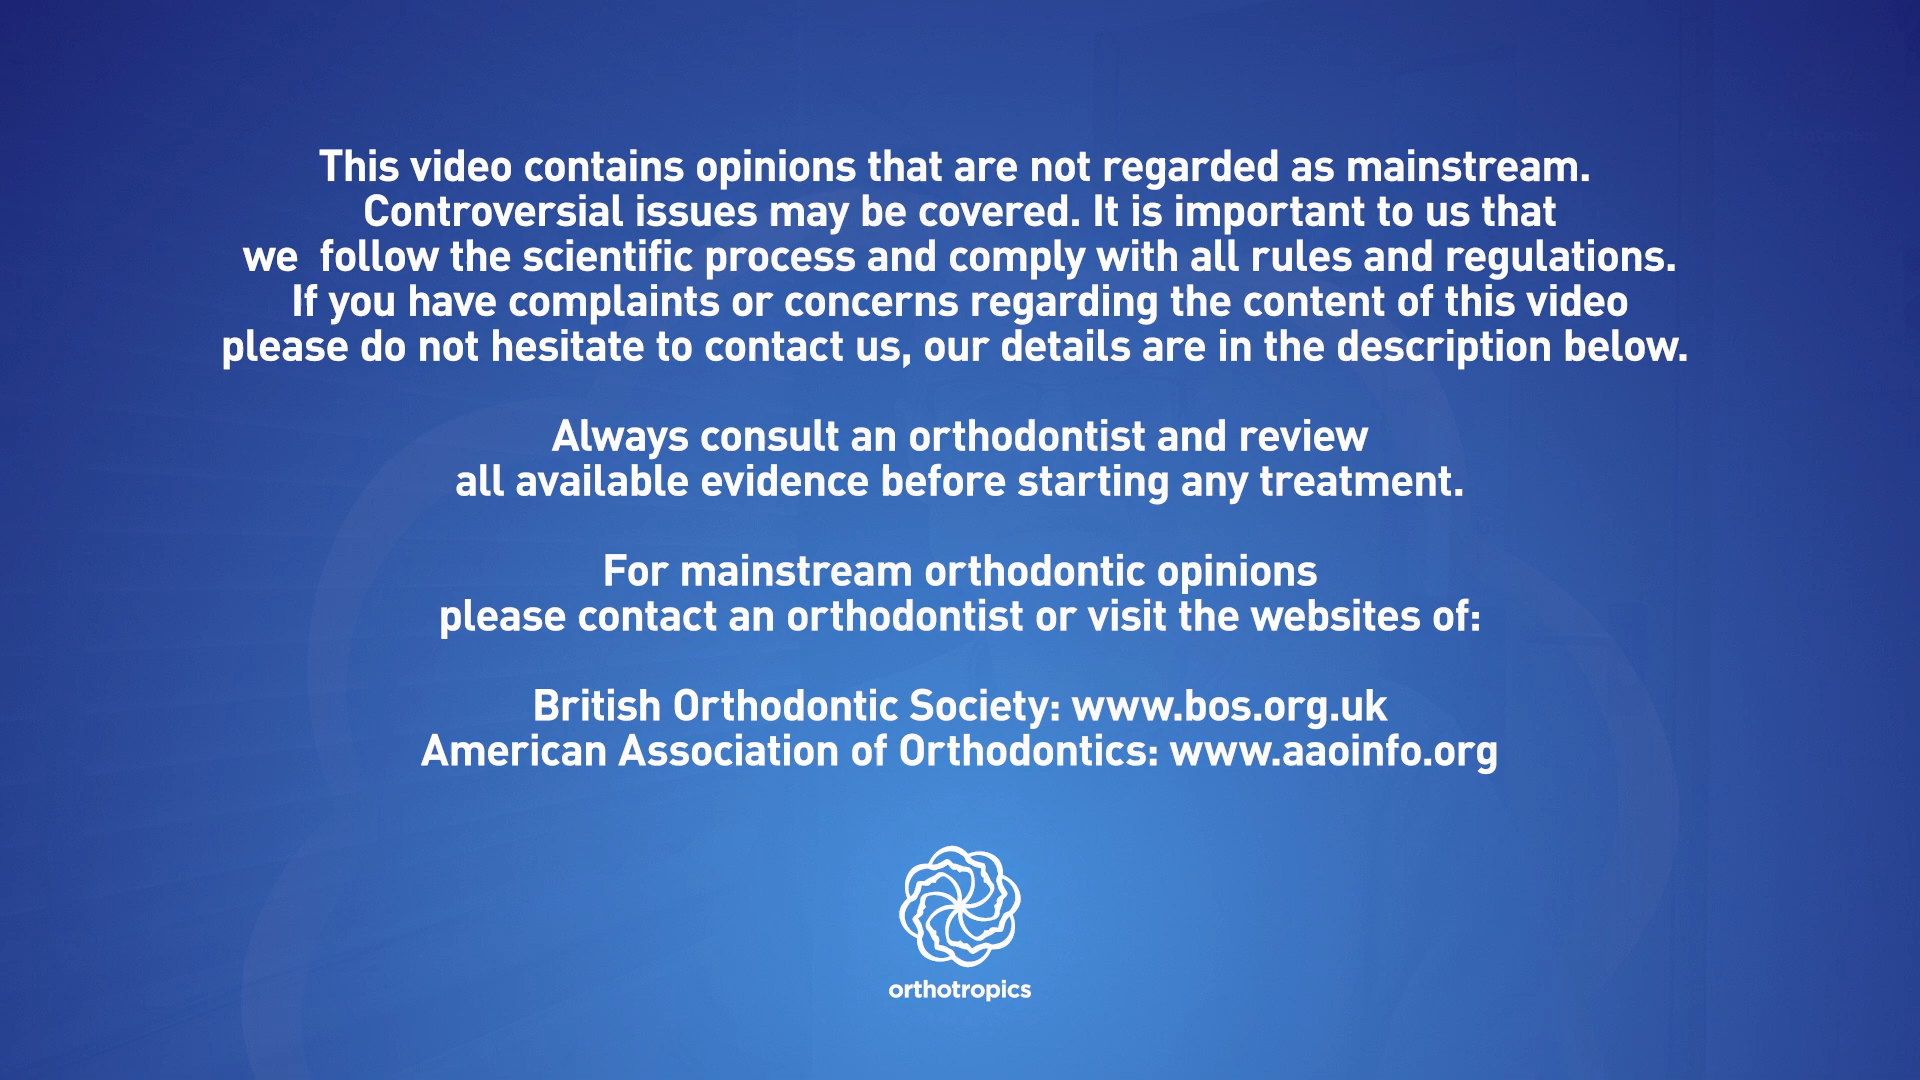 This video contains opinions that are not regarded as mainstream.
Controversial issues may be covered. It is important to us that
we  follow the scientific process and comply with all rules and regulations.
If you have complaints or concerns regarding the content of this video
please do not hesitate to contact us, our details are in the description below.
Always consult an orthodontist and review
all available evidence before starting any treatment.
For mainstream orthodontic opinions
please contact an orthodontist or visit the websites of:
British Orthodontic Society: www.bos.org.uk
American Association of Orthodontics: www.aaoinfo.org
orthotropics